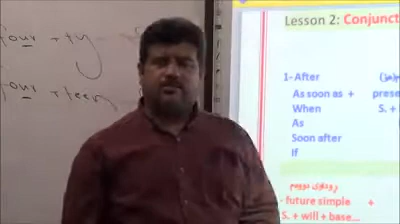 four + ty
four + teen
Lesson 2: Conjunct
1- After
As soon as + prese
When S. +
As
Soon after
If
- future simple +
S. + will + base...